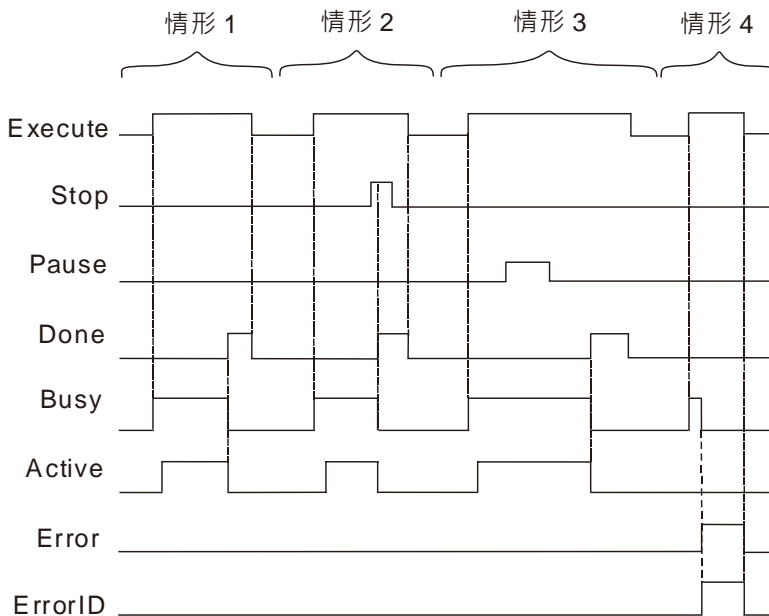 情形 1 情形 2 情形 3 情形 4
Execute
Stop
Pause
Done
Busy
Active
Error
ErrorID